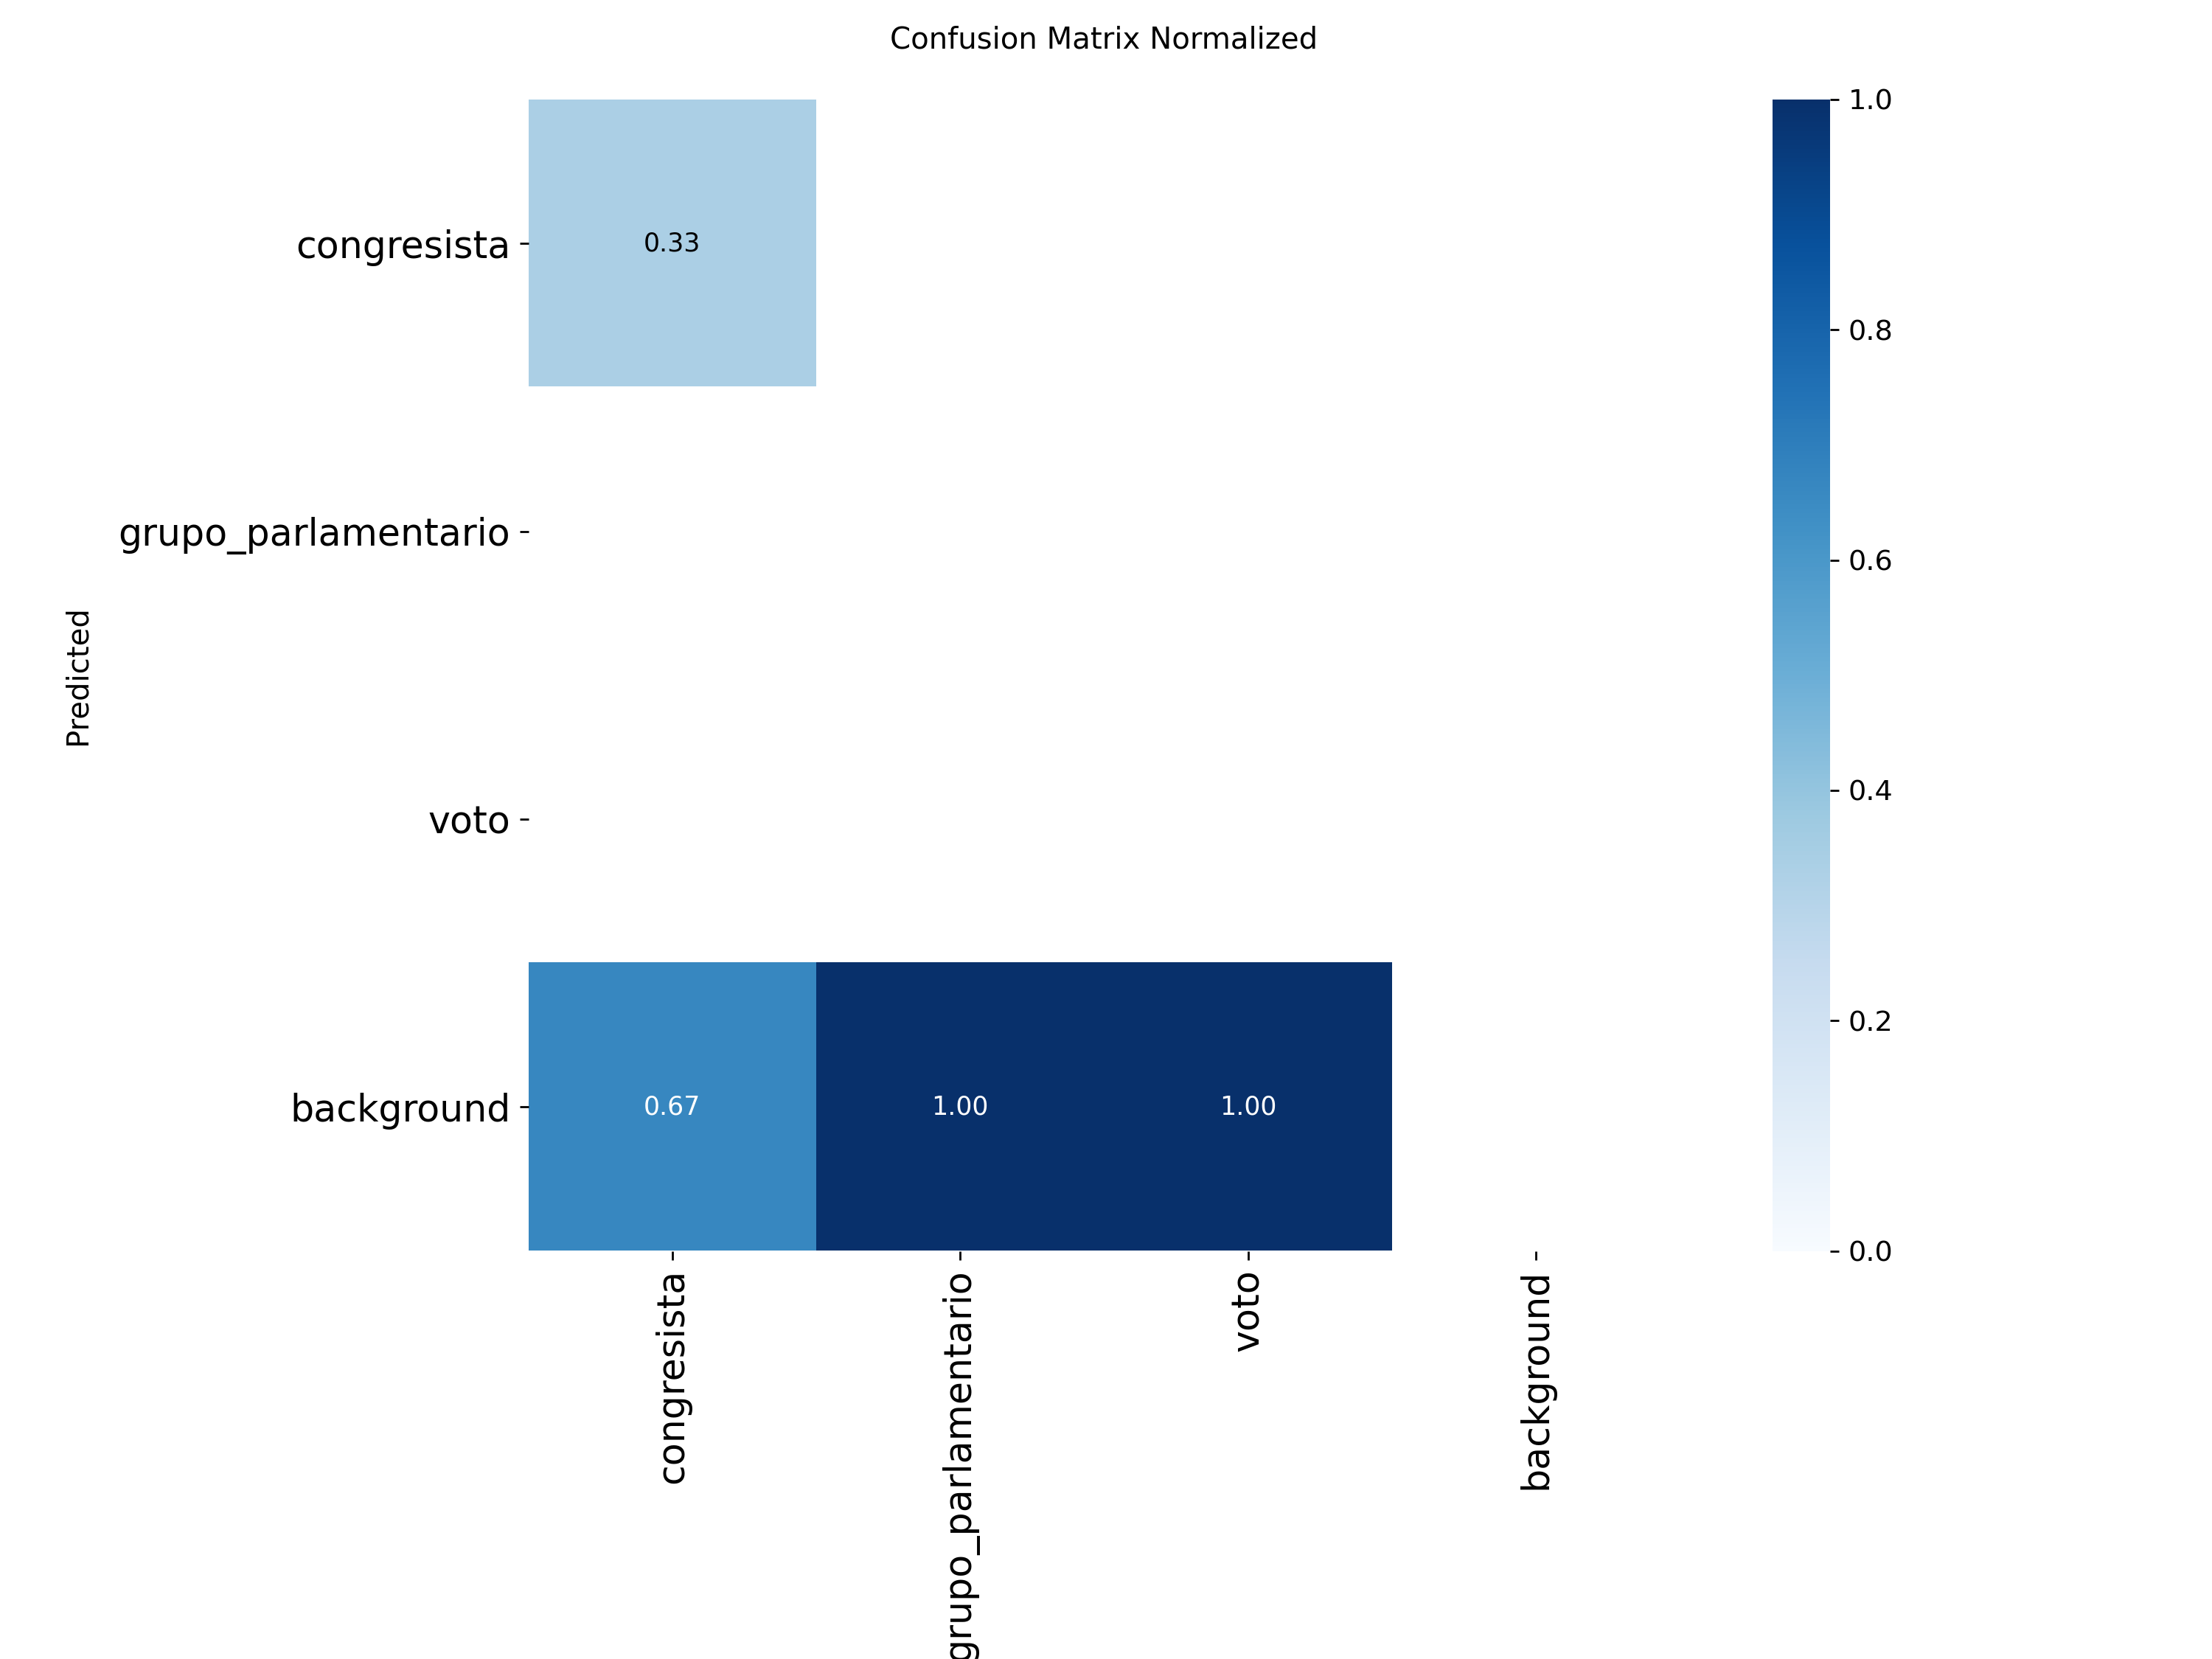 Confusion Matrix Normalized
congresista
grupo_parlamentario
voto
background
Predicted
0.33
0.67
1.00
1.00
1.0
0.8
0.6
0.4
0.2
0.0
congresista
grupo_parlamentario
voto
background